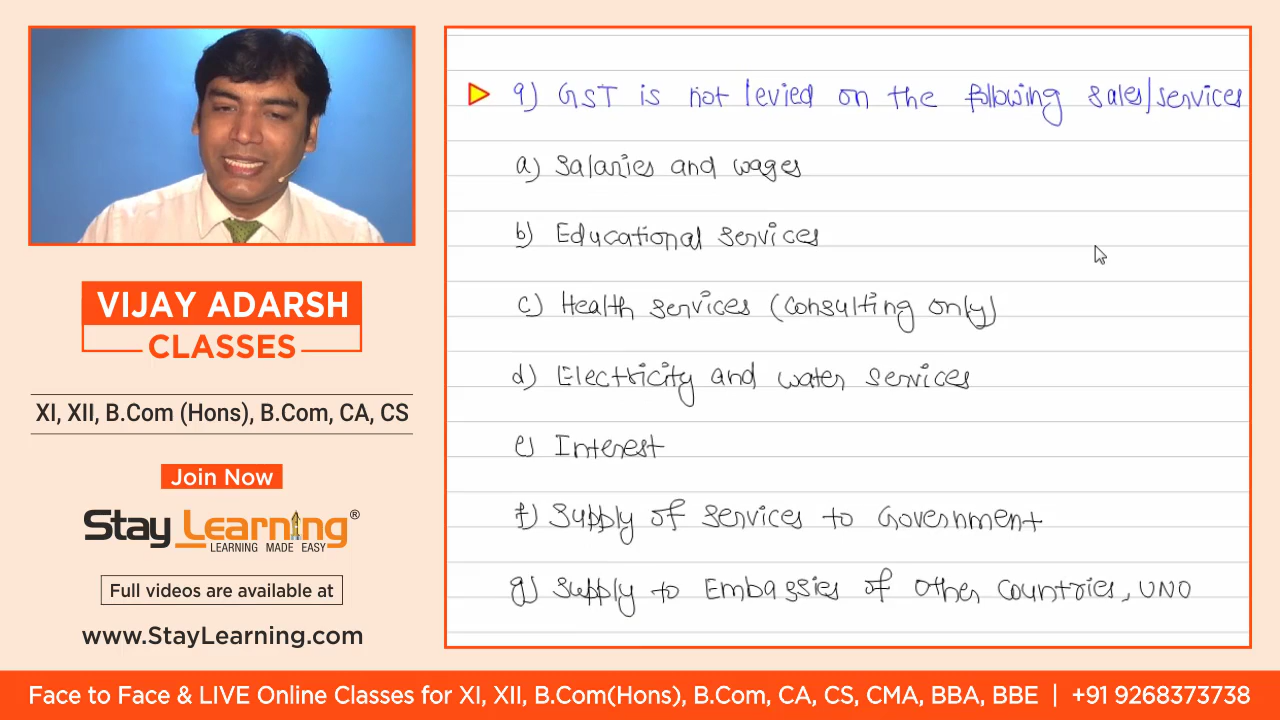 VIJAY ADARSH
CLASSES
XI, XII, B.Com (Hons), B.Com, CA, CS
Join Now
Stay Learning®
LEARNING MADE EASY
Full videos are available at
www.StayLearning.com
9) GST is not levied on the following sales/services
a) Salaries and wages
b) Educational services
c) Health services (Consulting only)
d) Electricity and water services
e) Interest
f) Supply of services to Government
g) Supply to Embassies of other countries, UNO
Face to Face & LIVE Online Classes for XI, XII, B.Com(Hons), B.Com, CA, CS, CMA, BBA, BBE | +91 9268373738